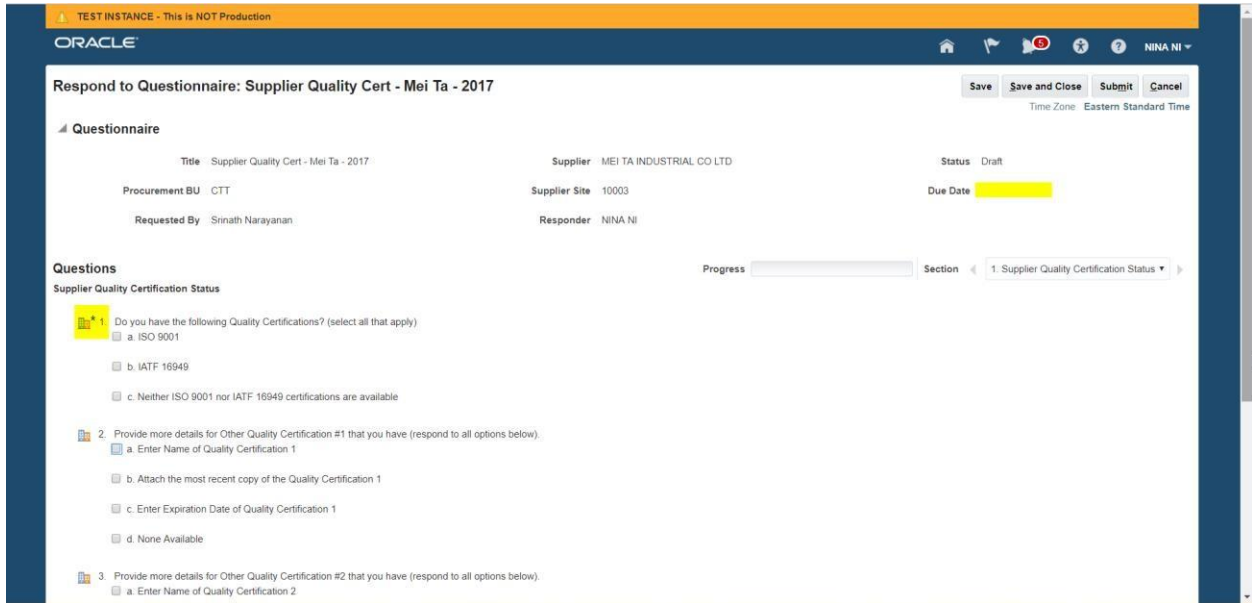 TEST INSTANCE - This is NOT Production
ORACLE
5
NINA NI
Respond to Questionnaire: Supplier Quality Cert - Mei Ta - 2017
Save Save and Close Submit Cancel
Time Zone Eastern Standard Time
Questionnaire
Title Supplier Quality Cert - Mei Ta - 2017 Supplier MEI TA INDUSTRIAL CO LTD Status Draft
Procurement BU CTT Supplier Site 10003 Due Date
Requested By Srinath Narayanan Responder NINA NI
Questions Progress Section 1. Supplier Quality Certification Status
Supplier Quality Certification Status
* 1. Do you have the following Quality Certifications? (select all that apply)
a. ISO 9001
b. IATF 16949
c. Neither ISO 9001 nor IATF 16949 certifications are available
2. Provide more details for Other Quality Certification #1 that you have (respond to all options below).
a. Enter Name of Quality Certification 1
b. Attach the most recent copy of the Quality Certification 1
c. Enter Expiration Date of Quality Certification 1
d. None Available
3. Provide more details for Other Quality Certification #2 that you have (respond to all options below).
a. Enter Name of Quality Certification 2